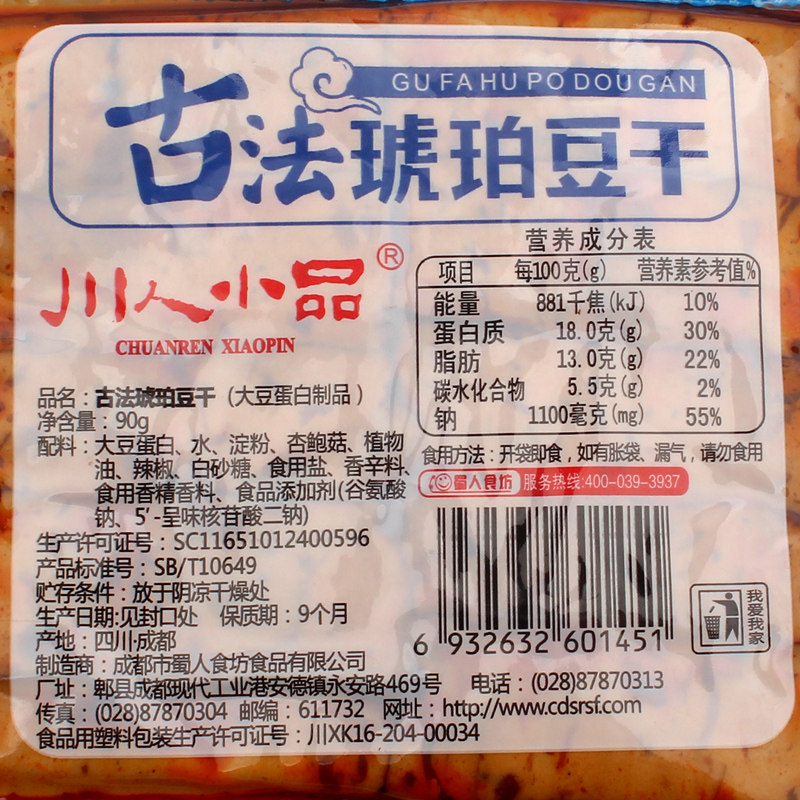 GU FA HU PO DOU GAN
古法琥珀豆干
川人小品®
CHUANREN XIAOPIN
营养成分表
项目 每100克(g) 营养素参考值%
能量 881千焦(kJ) 10%
蛋白质 18.0克(g) 30%
脂肪 13.0克(g) 22%
碳水化合物 5.5克(g) 2%
钠 1100毫克(mg) 55%
品名：古法琥珀豆干（大豆蛋白制品）
净含量：90g
配料：大豆蛋白、水、淀粉、杏鲍菇、植物
油、辣椒、白砂糖、食用盐、香辛料、
食用香精香料、食品添加剂(谷氨酸
钠、5′-呈味核苷酸二钠)
生产许可证号：SC11651012400596
产品标准号：SB/T10649
贮存条件：放于阴凉干燥处
生产日期:见封口处 保质期：9个月
产地：四川·成都
制造商：成都市蜀人食坊食品有限公司
厂址：郫县成都现代工业港安德镇永安路469号 电话：(028)87870313
传真：(028)87870304 邮编：611732 网址：http://www.cdsrsf.com
食品用塑料包装生产许可证号：川XK16-204-00034
食用方法：开袋即食，如有胀袋、漏气，请勿食用
蜀人食坊 服务热线:400-039-3937
6 932632 601451
我爱我家